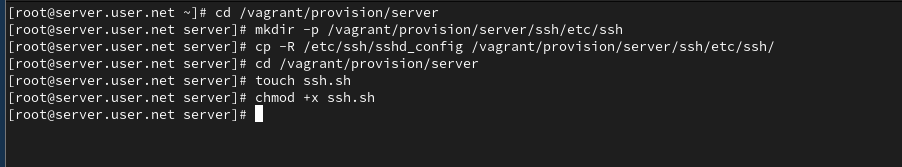 [root@server.user.net ~]# cd /vagrant/provision/server
[root@server.user.net server]# mkdir -p /vagrant/provision/server/ssh/etc/ssh
[root@server.user.net server]# cp -R /etc/ssh/sshd_config /vagrant/provision/server/ssh/etc/ssh/
[root@server.user.net server]# cd /vagrant/provision/server
[root@server.user.net server]# touch ssh.sh
[root@server.user.net server]# chmod +x ssh.sh
[root@server.user.net server]#